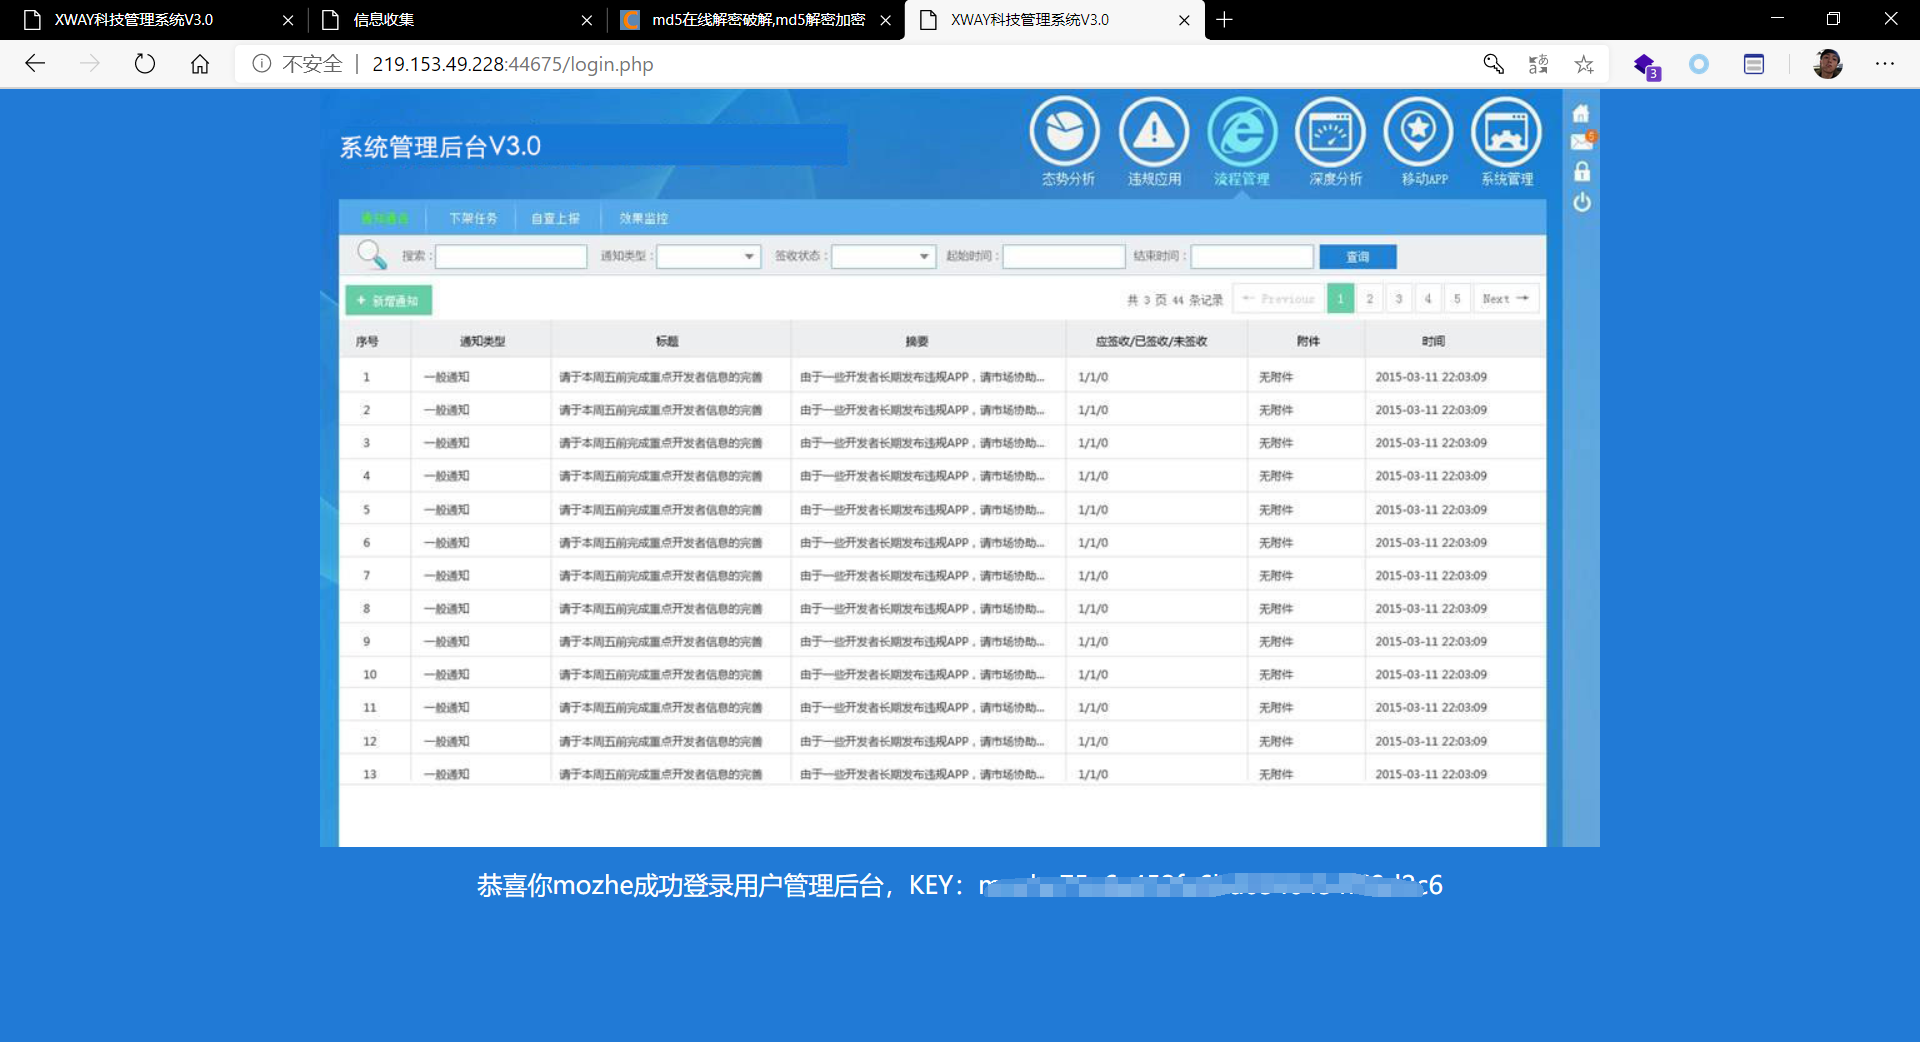 XWAY科技管理系统V3.0
信息收集
md5在线解密破解,md5解密加密
XWAY科技管理系统V3.0
不安全 | 219.153.49.228:44675/login.php
3
系统管理后台V3.0
态势分析 违规应用 流程管理 深度分析 移动APP 系统管理
5
通知通告 下架任务 自查上报 效果监控
搜索： 通知类型： 签收状态： 起始时间： 结束时间： 查询
+ 新增通知
共 3 页 44 条记录 ← Previous 1 2 3 4 5 Next →
序号 通知类型 标题 摘要 应签收/已签收/未签收 附件 时间
1 一般通知 请于本周五前完成重点开发者信息的完善 由于一些开发者长期发布违规APP，请市场协助... 1/1/0 无附件 2015-03-11 22:03:09
2 一般通知 请于本周五前完成重点开发者信息的完善 由于一些开发者长期发布违规APP，请市场协助... 1/1/0 无附件 2015-03-11 22:03:09
3 一般通知 请于本周五前完成重点开发者信息的完善 由于一些开发者长期发布违规APP，请市场协助... 1/1/0 无附件 2015-03-11 22:03:09
4 一般通知 请于本周五前完成重点开发者信息的完善 由于一些开发者长期发布违规APP，请市场协助... 1/1/0 无附件 2015-03-11 22:03:09
5 一般通知 请于本周五前完成重点开发者信息的完善 由于一些开发者长期发布违规APP，请市场协助... 1/1/0 无附件 2015-03-11 22:03:09
6 一般通知 请于本周五前完成重点开发者信息的完善 由于一些开发者长期发布违规APP，请市场协助... 1/1/0 无附件 2015-03-11 22:03:09
7 一般通知 请于本周五前完成重点开发者信息的完善 由于一些开发者长期发布违规APP，请市场协助... 1/1/0 无附件 2015-03-11 22:03:09
8 一般通知 请于本周五前完成重点开发者信息的完善 由于一些开发者长期发布违规APP，请市场协助... 1/1/0 无附件 2015-03-11 22:03:09
9 一般通知 请于本周五前完成重点开发者信息的完善 由于一些开发者长期发布违规APP，请市场协助... 1/1/0 无附件 2015-03-11 22:03:09
10 一般通知 请于本周五前完成重点开发者信息的完善 由于一些开发者长期发布违规APP，请市场协助... 1/1/0 无附件 2015-03-11 22:03:09
11 一般通知 请于本周五前完成重点开发者信息的完善 由于一些开发者长期发布违规APP，请市场协助... 1/1/0 无附件 2015-03-11 22:03:09
12 一般通知 请于本周五前完成重点开发者信息的完善 由于一些开发者长期发布违规APP，请市场协助... 1/1/0 无附件 2015-03-11 22:03:09
13 一般通知 请于本周五前完成重点开发者信息的完善 由于一些开发者长期发布违规APP，请市场协助... 1/1/0 无附件 2015-03-11 22:03:09
恭喜你mozhe成功登录用户管理后台，KEY：